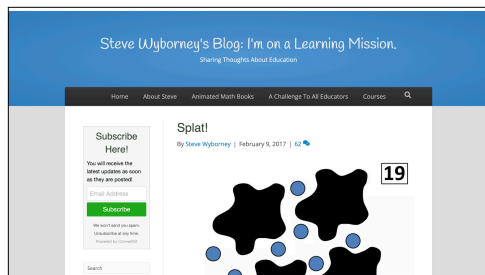 Steve Wyborney's Blog: I'm on a Learning Mission.
Sharing Thoughts About Education
Home About Steve Animated Math Books A Challenge To All Educators Courses
Subscribe
Here!
You will receive the
latest updates as soon
as they are posted!
Email Address
Subscribe
We won't send you spam.
Unsubscribe at any time.
Powered by ConvertKit
Search
Splat!
By Steve Wyborney | February 9, 2017 | 62
19